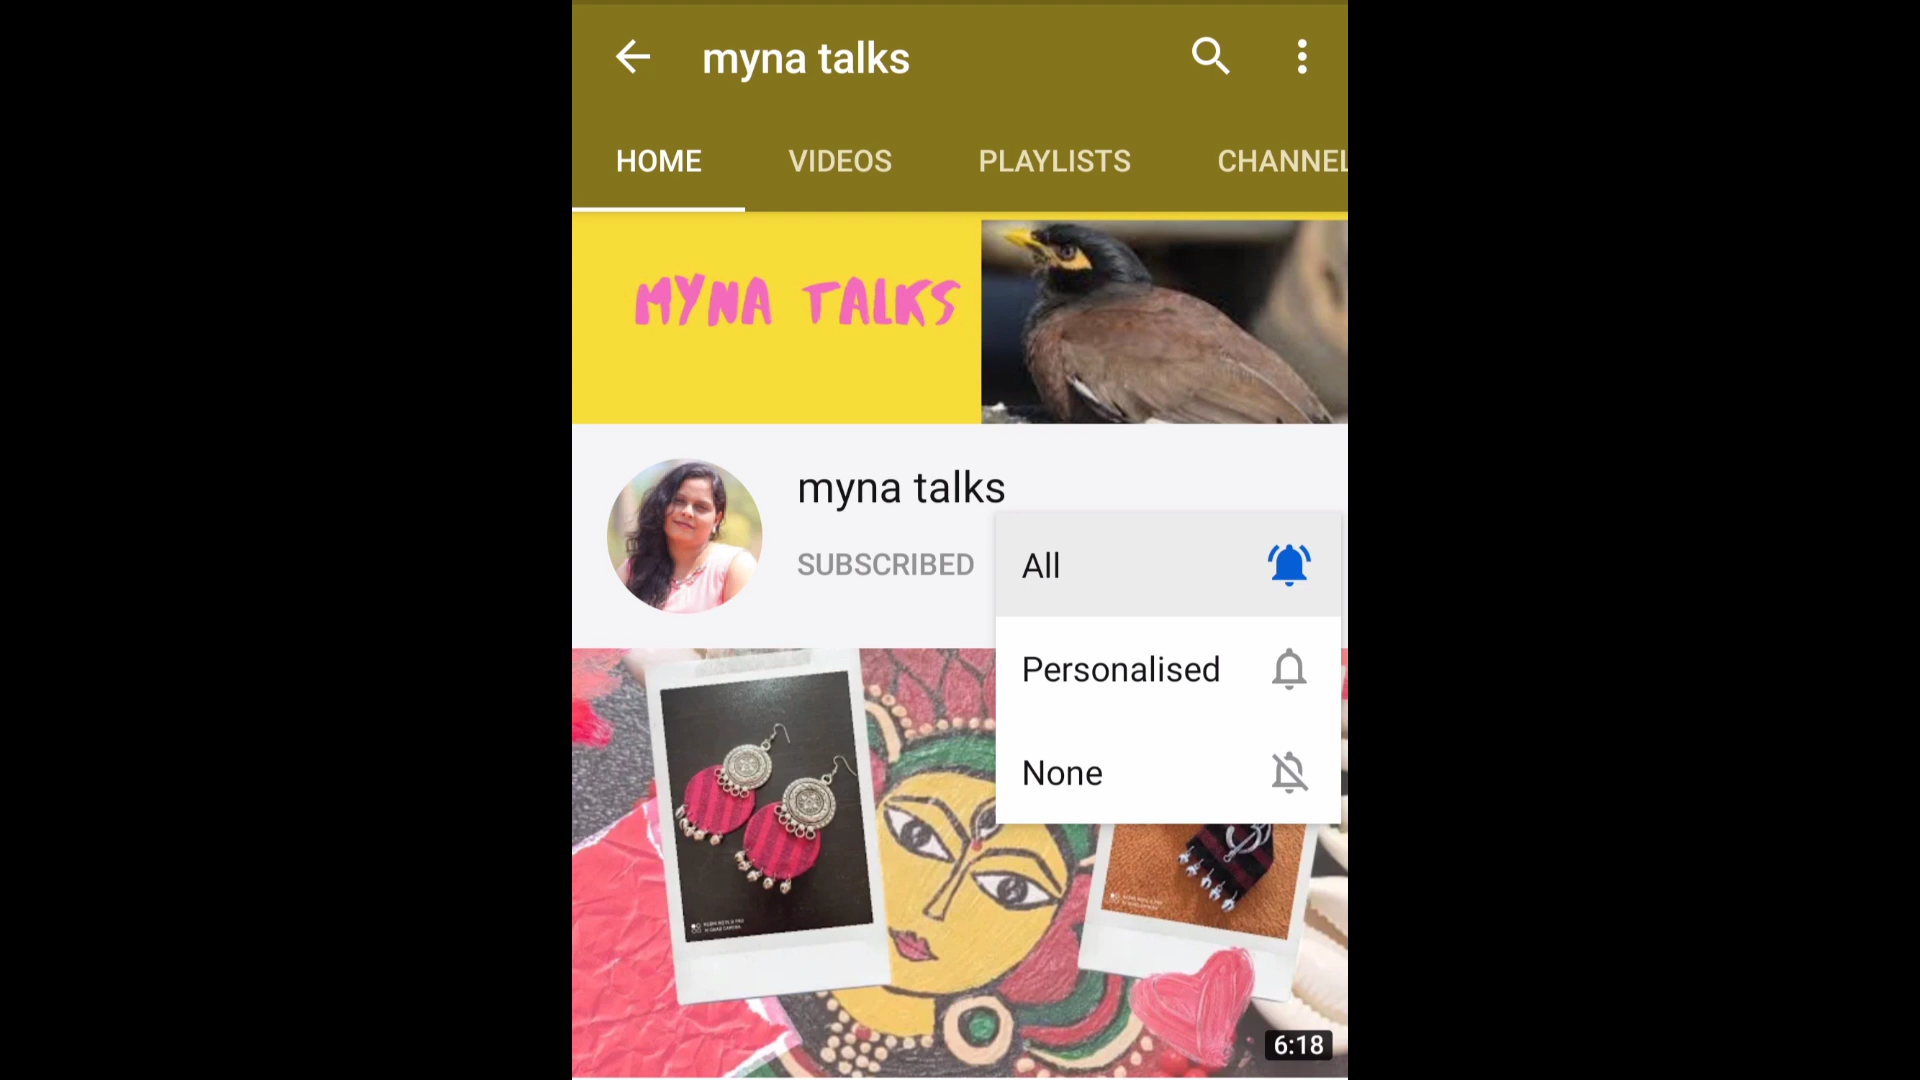 myna talks
HOME VIDEOS PLAYLISTS CHANNEL
MYNA TALKS
myna talks
SUBSCRIBED
All
Personalised
None
6:18